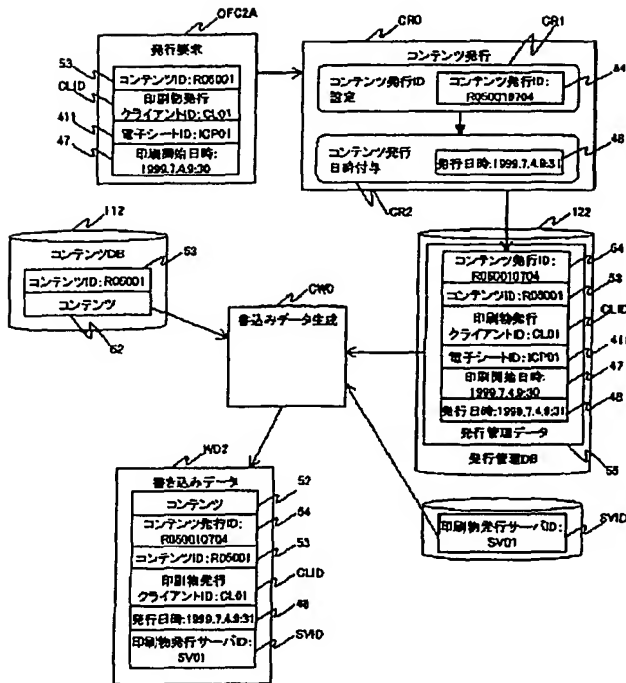 OFC2A
発行要求
53
コンテンツID:R05001
CLID
印刷物発行
クライアントID:CL01
411
電子シートID:ICP01
47
印刷開始日時:
1999.7.4.9:30
CR0
CR1
コンテンツ発行
コンテンツ発行ID
設定
コンテンツ発行ID:
R050010704
コンテンツ発行
日時付与
発行日時:1999.7.4.9:31
48
CR2
112
コンテンツDB
53
コンテンツID:R05001
コンテンツ
52
CW0
書込みデータ生成
122
コンテンツ発行ID:
R050010704
54
コンテンツID:R05001
53
印刷物発行
クライアントID:CL01
CLID
電子シートID:ICP01
411
印刷開始日時:
1999.7.4.9:30
47
発行日時:1999.7.4.9:31
48
発行管理データ
発行管理DB
55
印刷物発行サーバID:
SV01
SVID
WD2
書き込みデータ
コンテンツ
52
コンテンツ発行ID:
R050010704
54
コンテンツID:R05001
53
印刷物発行
クライアントID:CL01
CLID
発行日時:1999.7.4.9:31
48
印刷物発行サーバID:
SV01
SVID